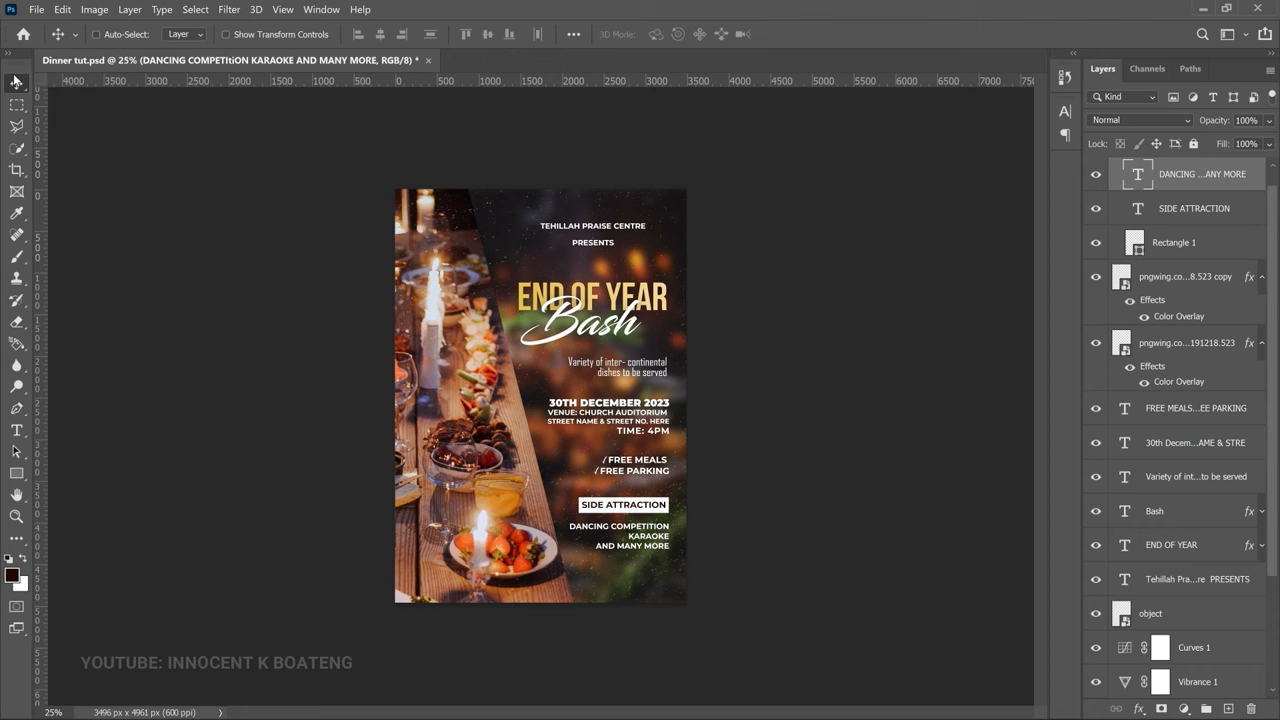 File Edit Image Layer Type Select Filter 3D View Window Help
Auto-Select: Layer Show Transform Controls 3D Mode:
Dinner tut.psd @ 25% (DANCING COMPETItiON KARAOKE AND MANY MORE, RGB/8) *
4000 3500 3000 2500 2000 1500 1000 500 0 500 1000 1500 2000 2500 3000 3500 4000 4500 5000 5500 6000 6500 7000
TEHILLAH PRAISE CENTRE
PRESENTS
END OF YEAR
Bash
Variety of inter- continental
dishes to be served
30TH DECEMBER 2023
VENUE: CHURCH AUDITORIUM
STREET NAME & STREET NO. HERE
TIME: 4PM
√FREE MEALS
√FREE PARKING
SIDE ATTRACTION
DANCING COMPETITION
KARAOKE
AND MANY MORE
YOUTUBE: INNOCENT K BOATENG
25% 3496 px x 4961 px (600 ppi)
Layers Channels Paths
Kind
Normal Opacity: 100%
Lock: Fill: 100%
DANCING ...ANY MORE
SIDE ATTRACTION
Rectangle 1
pngwing.co...8.523 copy fx
Effects
Color Overlay
pngwing.co...191218.523 fx
Effects
Color Overlay
FREE MEALS...EE PARKING
30th Decem...AME & STRE
Variety of int...to be served
Bash fx
END OF YEAR fx
Tehillah Pra...re PRESENTS
object
Curves 1
Vibrance 1